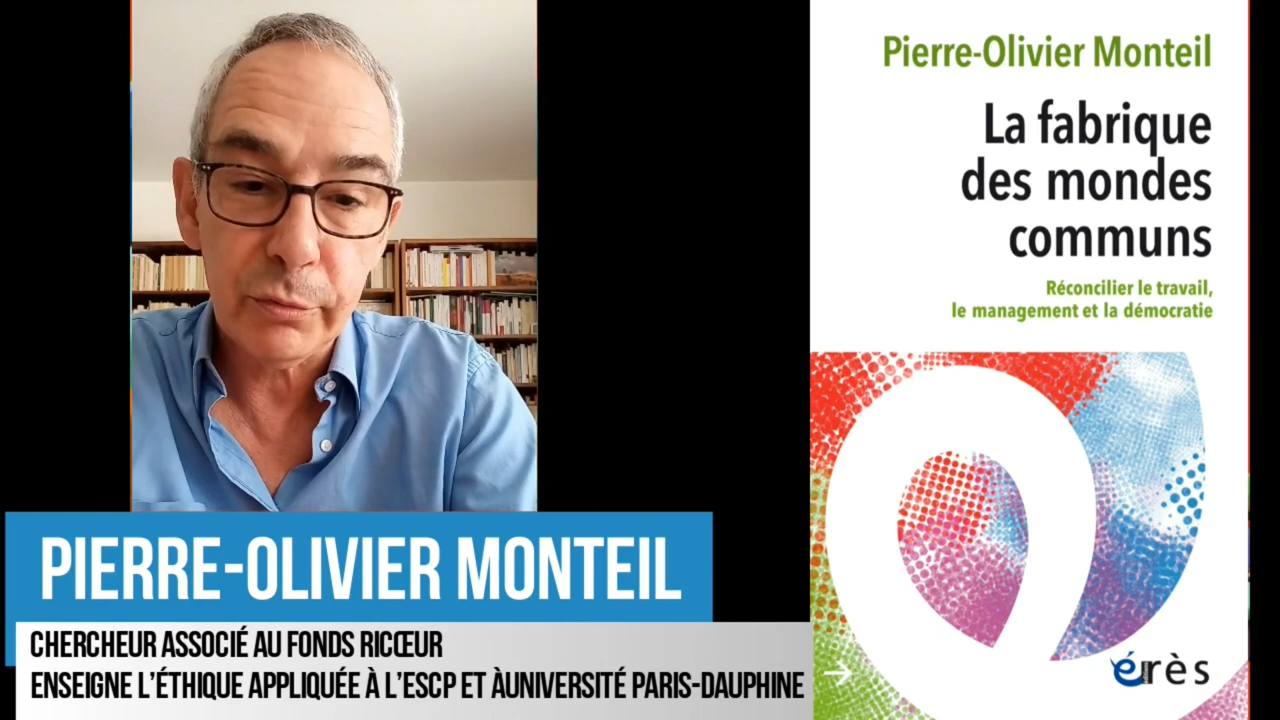 Pierre-Olivier Monteil
La fabrique
des mondes
communs
Réconcilier le travail,
le management et la démocratie
érès
PIERRE-OLIVIER MONTEIL
CHERCHEUR ASSOCIÉ AU FONDS RICŒUR
ENSEIGNE L'ÉTHIQUE APPLIQUÉE À L'ESCP ET ÀUNIVERSITÉ PARIS-DAUPHINE